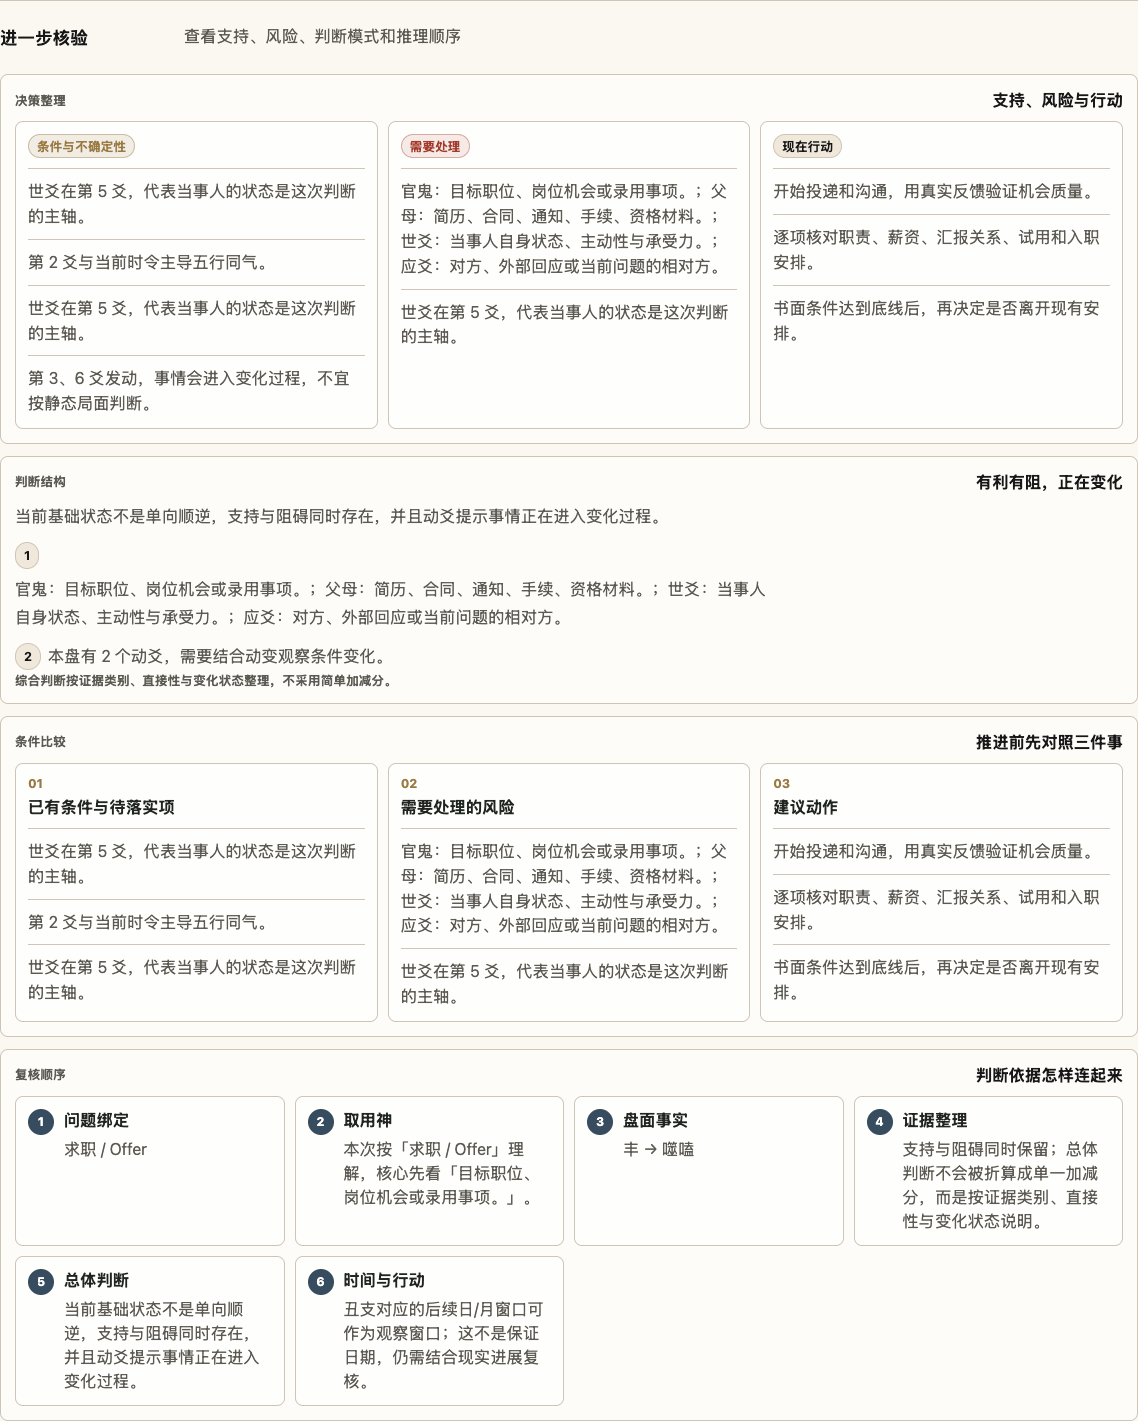 进一步核验
查看支持、风险、判断模式和推理顺序
决策整理
支持、风险与行动
条件与不确定性
世爻在第 5 爻，代表当事人的状态是这次判断
的主轴。
第 2 爻与当前时令主导五行同气。
世爻在第 5 爻，代表当事人的状态是这次判断
的主轴。
第 3、6 爻发动，事情会进入变化过程，不宜
按静态局面判断。
需要处理
官鬼：目标职位、岗位机会或录用事项。；父
母：简历、合同、通知、手续、资格材料。；
世爻：当事人自身状态、主动性与承受力。；
应爻：对方、外部回应或当前问题的相对方。
世爻在第 5 爻，代表当事人的状态是这次判断
的主轴。
现在行动
开始投递和沟通，用真实反馈验证机会质量。
逐项核对职责、薪资、汇报关系、试用和入职
安排。
书面条件达到底线后，再决定是否离开现有安
排。
判断结构
有利有阻，正在变化
当前基础状态不是单向顺逆，支持与阻碍同时存在，并且动爻提示事情正在进入变化过程。
1
官鬼：目标职位、岗位机会或录用事项。；父母：简历、合同、通知、手续、资格材料。；世爻：当事人
自身状态、主动性与承受力。；应爻：对方、外部回应或当前问题的相对方。
2 本盘有 2 个动爻，需要结合动变观察条件变化。
综合判断按证据类别、直接性与变化状态整理，不采用简单加减分。
条件比较
推进前先对照三件事
01
已有条件与待落实项
世爻在第 5 爻，代表当事人的状态是这次判断
的主轴。
第 2 爻与当前时令主导五行同气。
世爻在第 5 爻，代表当事人的状态是这次判断
的主轴。
02
需要处理的风险
官鬼：目标职位、岗位机会或录用事项。；父
母：简历、合同、通知、手续、资格材料。；
世爻：当事人自身状态、主动性与承受力。；
应爻：对方、外部回应或当前问题的相对方。
世爻在第 5 爻，代表当事人的状态是这次判断
的主轴。
03
建议动作
开始投递和沟通，用真实反馈验证机会质量。
逐项核对职责、薪资、汇报关系、试用和入职
安排。
书面条件达到底线后，再决定是否离开现有安
排。
复核顺序
判断依据怎样连起来
1 问题绑定
求职 / Offer
2 取用神
本次按「求职 / Offer」理
解，核心先看「目标职位、
岗位机会或录用事项。」。
3 盘面事实
丰 → 噬嗑
4 证据整理
支持与阻碍同时保留；总体
判断不会被折算成单一加减
分，而是按证据类别、直接
性与变化状态说明。
5 总体判断
当前基础状态不是单向顺
逆，支持与阻碍同时存在，
并且动爻提示事情正在进入
变化过程。
6 时间与行动
丑支对应的后续日/月窗口可
作为观察窗口；这不是保证
日期，仍需结合现实进展复
核。